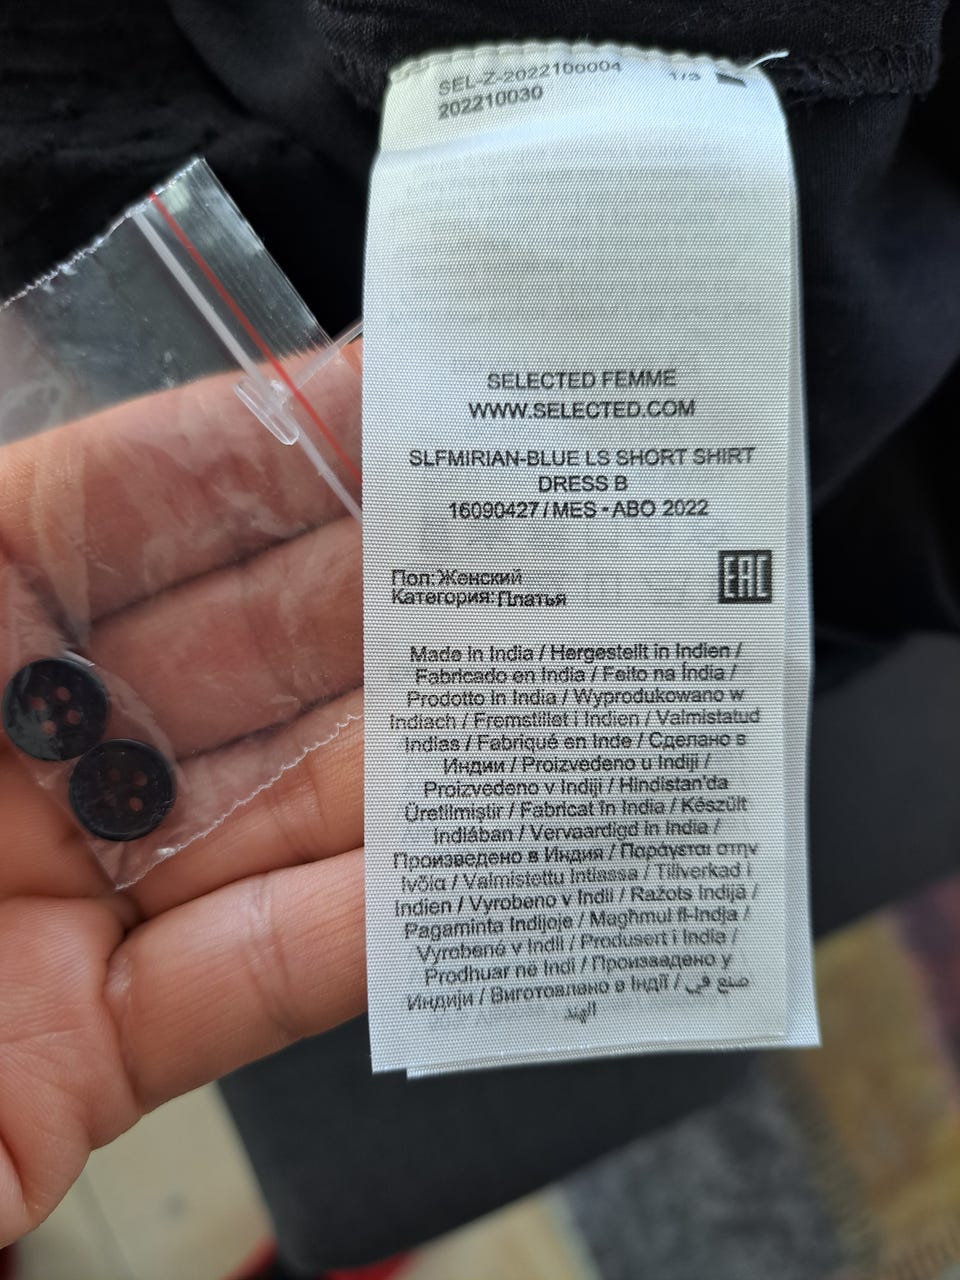 SEL-Z-2022106004 1/3
202210030
SELECTED FEMME
WWW.SELECTED.COM
SLFMIRIAN-BLUE LS SHORT SHIRT
DRESS B
16090427 / MES - ABO 2022
Пол: Женский
Категория: Платья
EAC
Made in India / Hergestellt in Indien /
Fabricado en India / Feito na Índia /
Prodotto in India / Wyprodukowano w
Indiach / Fremstillet i Indien / Valmistatud
Indias / Fabriqué en Inde / Сделано в
Индии / Proizvedeno u Indiji /
Proizvedeno v Indiji / Hindistan'da
Üretilmiştir / Fabricat în India / Készült
Indiában / Vervaardigd in India /
Произведено в Индия / Παράγεται στην
Ινδία / Valmistettu Intiassa / Tillverkad i
Indien / Vyrobeno v Indii / Ražots Indijā /
Pagaminta Indijoje / Magħmul fl-Indja /
Vyrobené v Indii / Produsert i India /
Prodhuar në Indi / Произведено у
Индији / Виготовлено в Індії / صنع في
الهند